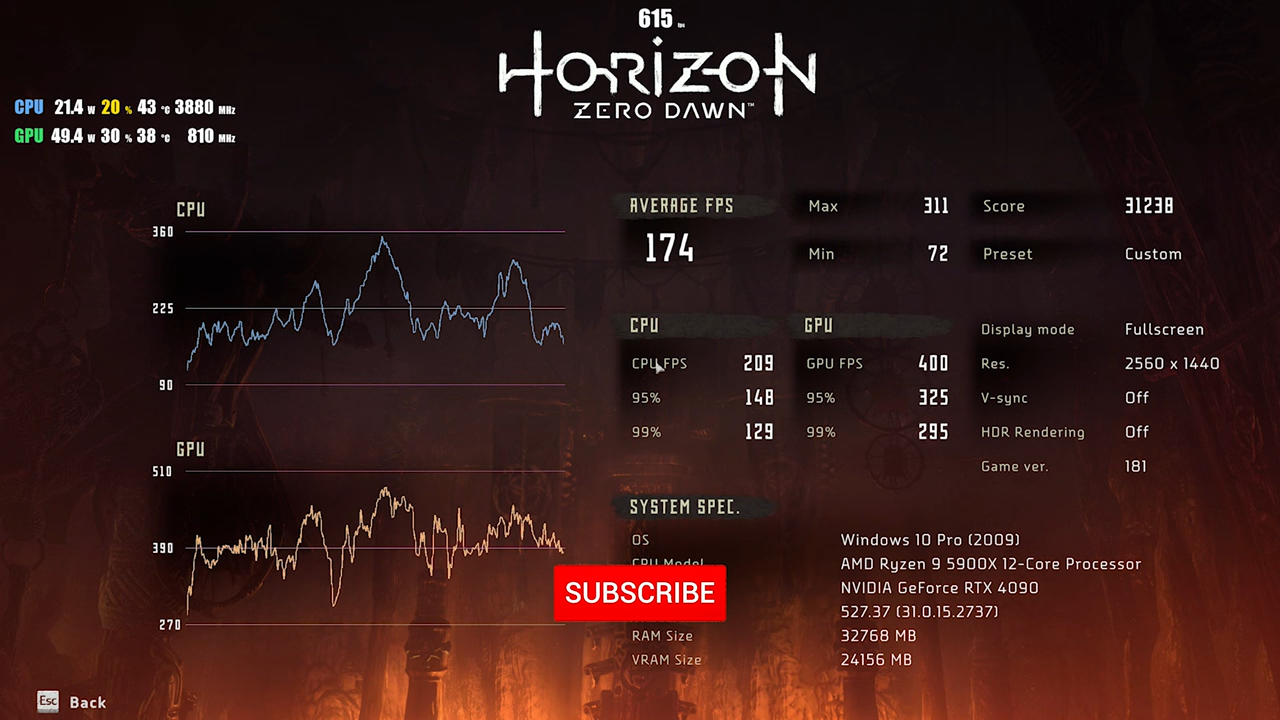 615 fps
HORIZON
ZERO DAWN™
CPU 21.4 W 20 % 43 °C 3880 MHz
GPU 49.4 W 30 % 38 °C 810 MHz
CPU
360
225
90
GPU
510
390
270
AVERAGE FPS
174
Max 311
Min 72
Score 31238
Preset Custom
CPU
CPU FPS 209
95% 148
99% 129
GPU
GPU FPS 400
95% 325
99% 295
Display mode Fullscreen
Res. 2560 x 1440
V-sync Off
HDR Rendering Off
Game ver. 181
SYSTEM SPEC.
OS Windows 10 Pro (2009)
CPU Model AMD Ryzen 9 5900X 12-Core Processor
NVIDIA GeForce RTX 4090
527.37 (31.0.15.2737)
RAM Size 32768 MB
VRAM Size 24156 MB
SUBSCRIBE
Esc Back